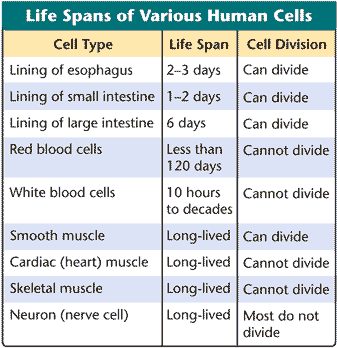 Life Spans of Various Human Cells
Cell Type Life Span Cell Division
Lining of esophagus 2–3 days Can divide
Lining of small intestine 1–2 days Can divide
Lining of large intestine 6 days Can divide
Red blood cells Less than Cannot divide
120 days
White blood cells 10 hours Cannot divide
to decades
Smooth muscle Long-lived Can divide
Cardiac (heart) muscle Long-lived Cannot divide
Skeletal muscle Long-lived Cannot divide
Neuron (nerve cell) Long-lived Most do not
divide